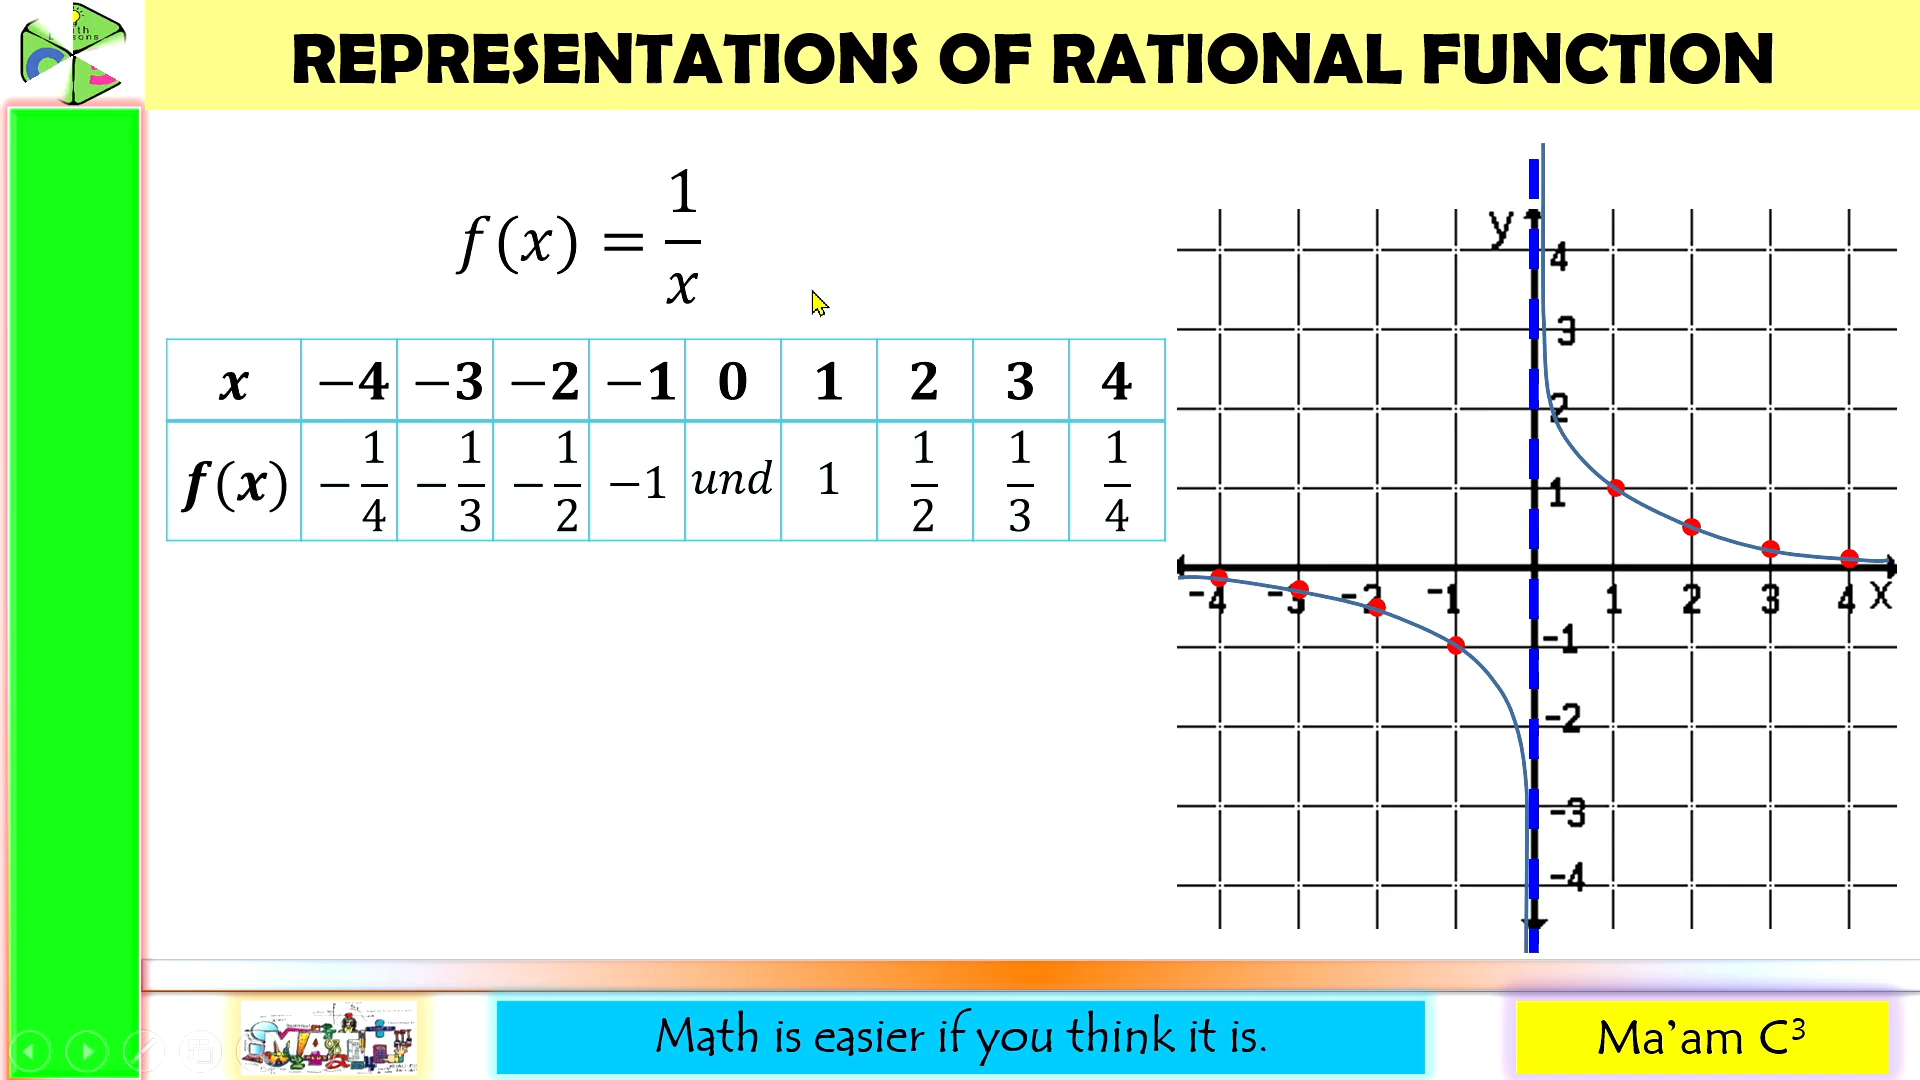 REPRESENTATIONS OF RATIONAL FUNCTION
f(x) = 1/x
x −4 −3 −2 −1 0 1 2 3 4
f(x) −1/4 −1/3 −1/2 −1 und 1 1/2 1/3 1/4
y
4
3
2
1
-4 -3 -2 -1 1 2 3 4 X
-1
-2
-3
-4
MATH
Math is easier if you think it is.
Ma’am C³